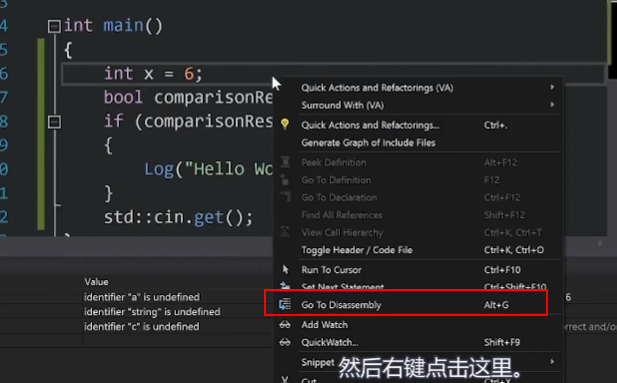 4 int main()
5 {
6 int x = 6;
7 bool comparisonRe
8 if (comparisonRes
9 {
0 Log("Hello Wo
1 }
2 std::cin.get();
Quick Actions and Refactorings (VA)
Surround With (VA)
Quick Actions and Refactorings... Ctrl+.
Generate Graph of Include Files
Peek Definition Alt+F12
Go To Definition F12
Go To Declaration Ctrl+F12
Find All References Shift+F12
View Call Hierarchy Ctrl+K, Ctrl+T
Toggle Header / Code File Ctrl+K, Ctrl+O
Run To Cursor Ctrl+F10
Set Next Statement Ctrl+Shift+F10
Go To Disassembly Alt+G
Add Watch
QuickWatch... Shift+F9
Snippet
Cut
Value
identifier "a" is undefined
identifier "string" is undefined
identifier "c" is undefined
6
orrect and/o
然后右键点击这里。